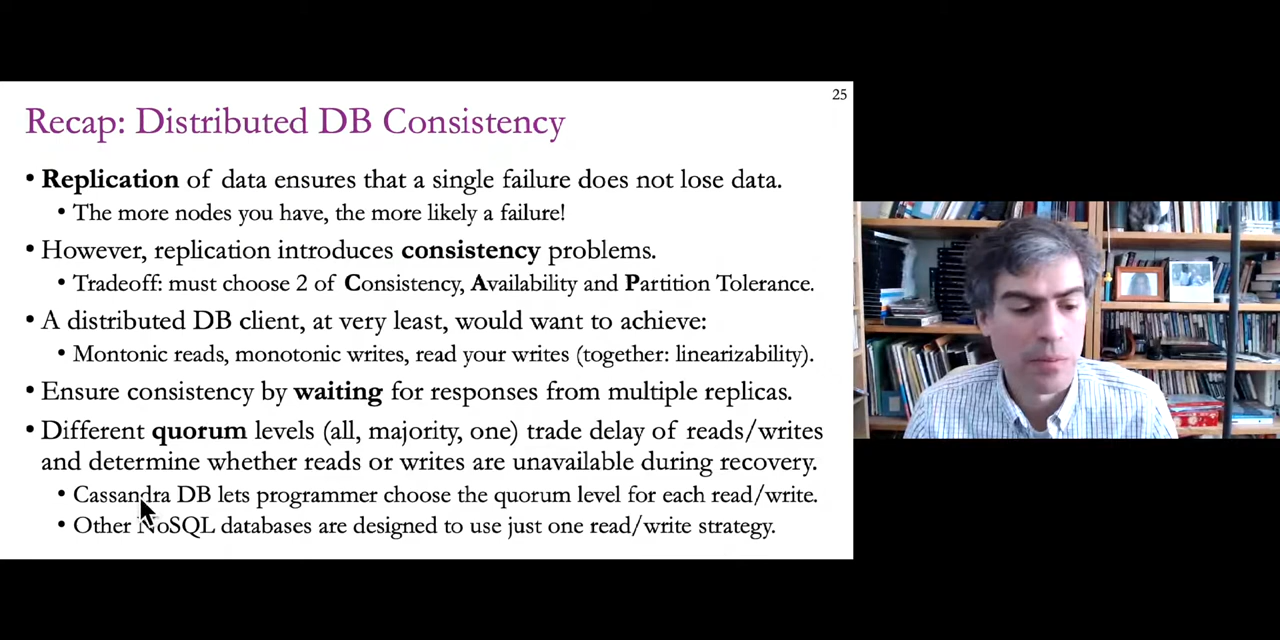 25
Recap: Distributed DB Consistency
• Replication of data ensures that a single failure does not lose data.
• The more nodes you have, the more likely a failure!
• However, replication introduces consistency problems.
• Tradeoff: must choose 2 of Consistency, Availability and Partition Tolerance.
• A distributed DB client, at very least, would want to achieve:
• Montonic reads, monotonic writes, read your writes (together: linearizability).
• Ensure consistency by waiting for responses from multiple replicas.
• Different quorum levels (all, majority, one) trade delay of reads/writes
and determine whether reads or writes are unavailable during recovery.
• Cassandra DB lets programmer choose the quorum level for each read/write.
• Other NoSQL databases are designed to use just one read/write strategy.